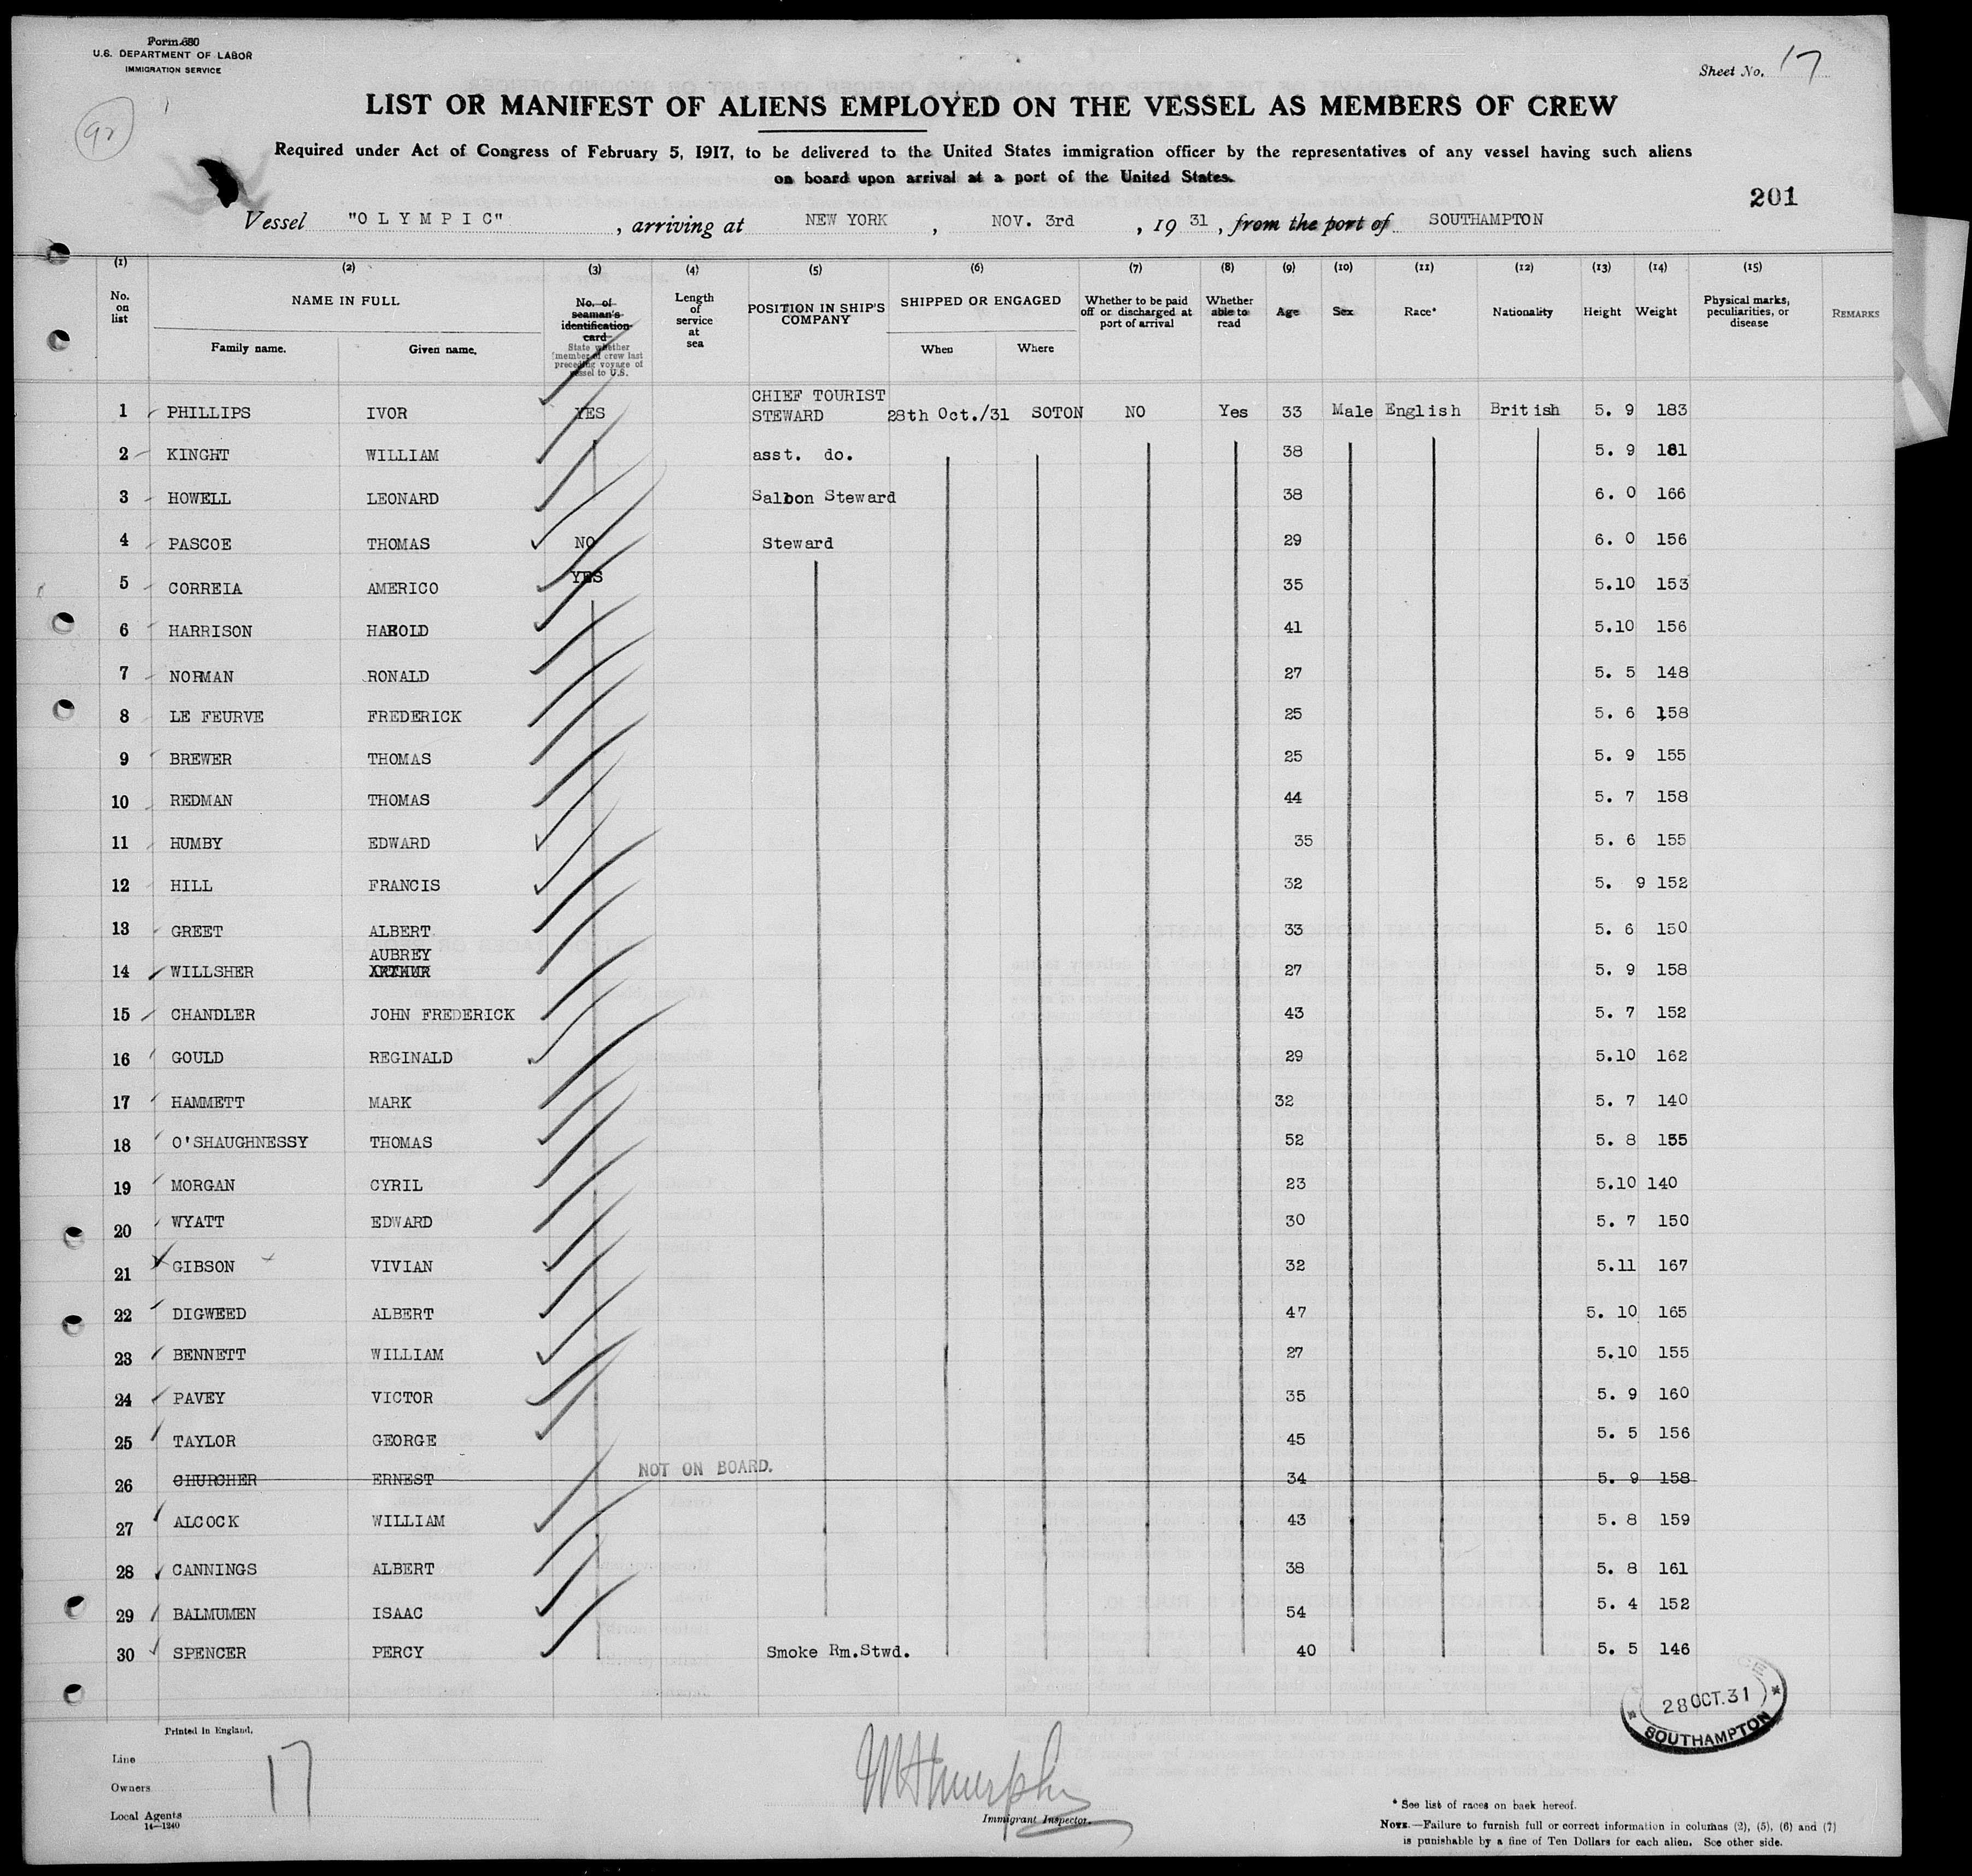 Form 680
U.S. DEPARTMENT OF LABOR
IMMIGRATION SERVICE
Sheet No. 17
92
LIST OR MANIFEST OF ALIENS EMPLOYED ON THE VESSEL AS MEMBERS OF CREW
Required under Act of Congress of February 5, 1917, to be delivered to the United States immigration officer by the representatives of any vessel having such aliens
on board upon arrival at a port of the United States.
201
Vessel "OLYMPIC", arriving at NEW YORK, NOV. 3rd, 1931, from the port of SOUTHAMPTON
(1) (2) (3) (4) (5) (6) (7) (8) (9) (10) (11) (12) (13) (14) (15)
No. on list NAME IN FULL Family name. Given name. No. of seaman's identification card State whether member of crew last preceding voyage of vessel to U.S. Length of service at sea POSITION IN SHIP'S COMPANY SHIPPED OR ENGAGED When Where Whether to be paid off or discharged at port of arrival Whether able to read Age Sex Race* Nationality Height Weight Physical marks, peculiarities, or disease REMARKS
1 PHILLIPS IVOR YES CHIEF TOURIST STEWARD 28th Oct./31 SOTON NO Yes 33 Male English British 5. 9 183
2 KINGHT WILLIAM asst. do. 38 5. 9 181
3 HOWELL LEONARD Saloon Steward 38 6. 0 166
4 PASCOE THOMAS NO Steward 29 6. 0 156
5 CORREIA AMERICO YES 35 5.10 153
6 HARRISON HAROLD 41 5.10 156
7 NORMAN RONALD 27 5. 5 148
8 LE FEURVE FREDERICK 25 5. 6 158
9 BREWER THOMAS 25 5. 9 155
10 REDMAN THOMAS 44 5. 7 158
11 HUMBY EDWARD 35 5. 6 155
12 HILL FRANCIS 32 5. 9 152
13 GREET ALBERT 33 5. 6 150
14 WILLSHER AUBREY ARTHUR 27 5. 9 158
15 CHANDLER JOHN FREDERICK 43 5. 7 152
16 GOULD REGINALD 29 5.10 162
17 HAMMETT MARK 32 5. 7 140
18 O'SHAUGHNESSY THOMAS 52 5. 8 155
19 MORGAN CYRIL 23 5.10 140
20 WYATT EDWARD 30 5. 7 150
21 GIBSON VIVIAN 32 5.11 167
22 DIGWEED ALBERT 47 5. 10 165
23 BENNETT WILLIAM 27 5.10 155
24 PAVEY VICTOR 35 5. 9 160
25 TAYLOR GEORGE 45 5. 5 156
26 CHURCHER ERNEST NOT ON BOARD. 34 5. 9 158
27 ALCOCK WILLIAM 43 5. 8 159
28 CANNINGS ALBERT 38 5. 8 161
29 BALMUMEN ISAAC 54 5. 4 152
30 SPENCER PERCY Smoke Rm.Stwd. 40 5. 5 146
28 OCT.31
SOUTHAMPTON
Printed in England.
Line
Owners
Local Agents
14—1240
17
Immigrant Inspector.
* See list of races on back hereof.
NOTE.—Failure to furnish full or correct information in columns (2), (5), (6) and (7)
is punishable by a fine of Ten Dollars for each alien. See other side.